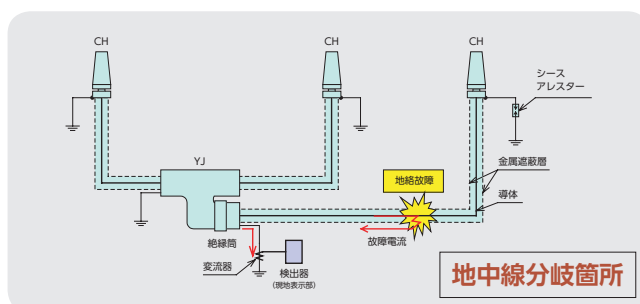 CH
CH
CH
シース
アレスター
YJ
地絡故障
金属遮蔽層
導体
絶縁筒
故障電流
変流器
検出器
(現地表示部)
地中線分岐箇所